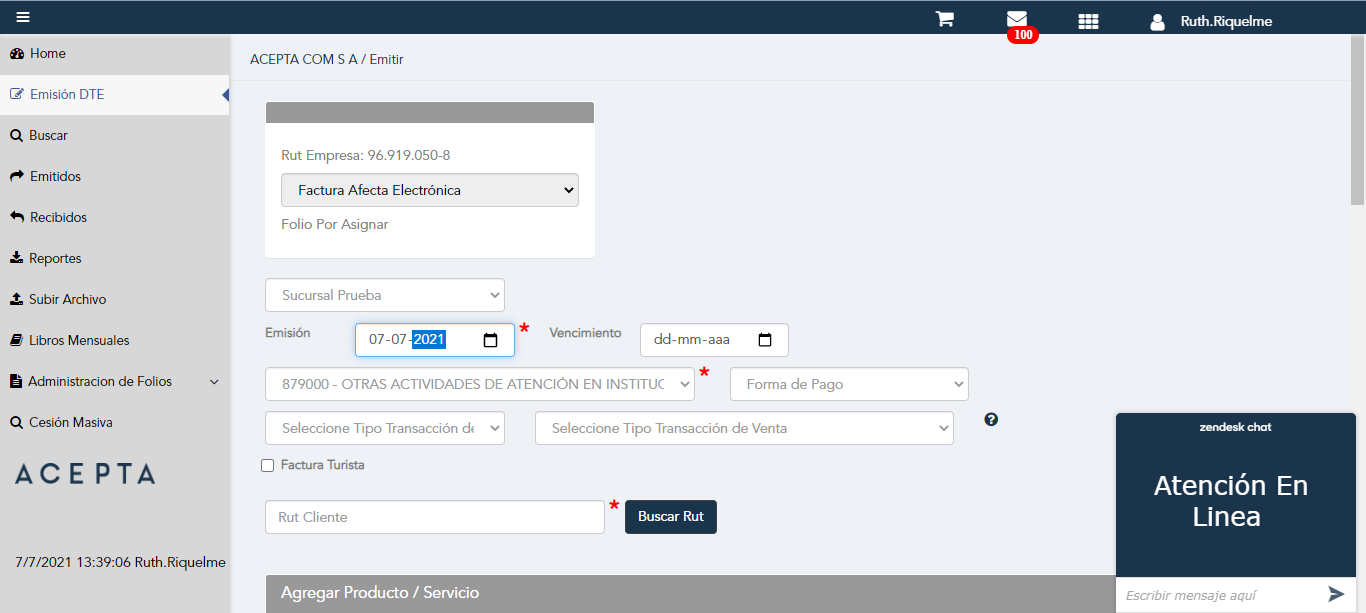 Ruth.Riquelme
100
Home
ACEPTA COM S A / Emitir
Emisión DTE
Buscar
Emitidos
Recibidos
Reportes
Subir Archivo
Libros Mensuales
Administracion de Folios
Cesión Masiva
ACEPTA
7/7/2021 13:39:06 Ruth.Riquelme
Rut Empresa: 96.919.050-8
Factura Afecta Electrónica
Folio Por Asignar
Sucursal Prueba
Emisión 07-07-2021 * Vencimiento dd-mm-aaa
879000 - OTRAS ACTIVIDADES DE ATENCIÓN EN INSTITUC * Forma de Pago
Seleccione Tipo Transacción de Seleccione Tipo Transacción de Venta ?
Factura Turista
Rut Cliente * Buscar Rut
Agregar Producto / Servicio
zendesk chat
Atención En
Linea
Escribir mensaje aquí